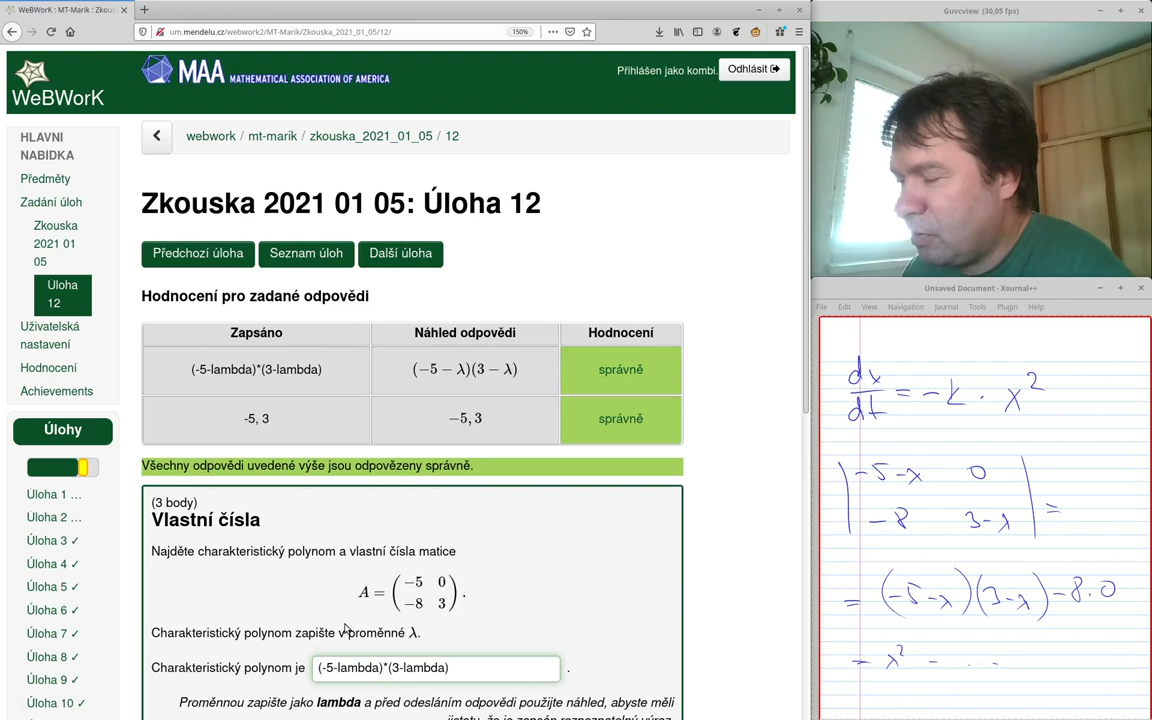 WeBWorK : MT-Marik : Zkous
um.mendelu.cz/webwork2/MT-Marik/Zkouska_2021_01_05/12/
150%
WeBWorK
MAA MATHEMATICAL ASSOCIATION OF AMERICA
Přihlášen jako kombi.
Odhlásit
HLAVNI
NABIDKA
Předměty
Zadání úloh
Zkouska
2021 01
05
Úloha
12
Uživatelská
nastavení
Hodnocení
Achievements
Úlohy
Úloha 1 ...
Úloha 2 ...
Úloha 3 ✓
Úloha 4 ✓
Úloha 5 ✓
Úloha 6 ✓
Úloha 7 ✓
Úloha 8 ✓
Úloha 9 ✓
Úloha 10 ✓
webwork / mt-marik / zkouska_2021_01_05 / 12
Zkouska 2021 01 05: Úloha 12
Předchozí úloha Seznam úloh Další úloha
Hodnocení pro zadané odpovědi
Zapsáno Náhled odpovědi Hodnocení
(-5-lambda)*(3-lambda) (−5 − λ)(3 − λ) správně
-5, 3 −5, 3 správně
Všechny odpovědi uvedené výše jsou odpovězeny správně.
(3 body)
Vlastní čísla
Najděte charakteristický polynom a vlastní čísla matice
A = ( −5 0
−8 3 ) .
Charakteristický polynom zapište v proměnné λ.
Charakteristický polynom je (-5-lambda)*(3-lambda) .
Proměnnou zapište jako lambda a před odesláním odpovědi použijte náhled, abyste měli
Guvcview (30,05 fps)
Unsaved Document - Xournal++
File Edit View Navigation Journal Tools Plugin Help
dx/dt = -k . x²
| -5-λ 0
-8 3-λ | =
= (-5-λ)(3-λ) - 8.0
= λ² - ...